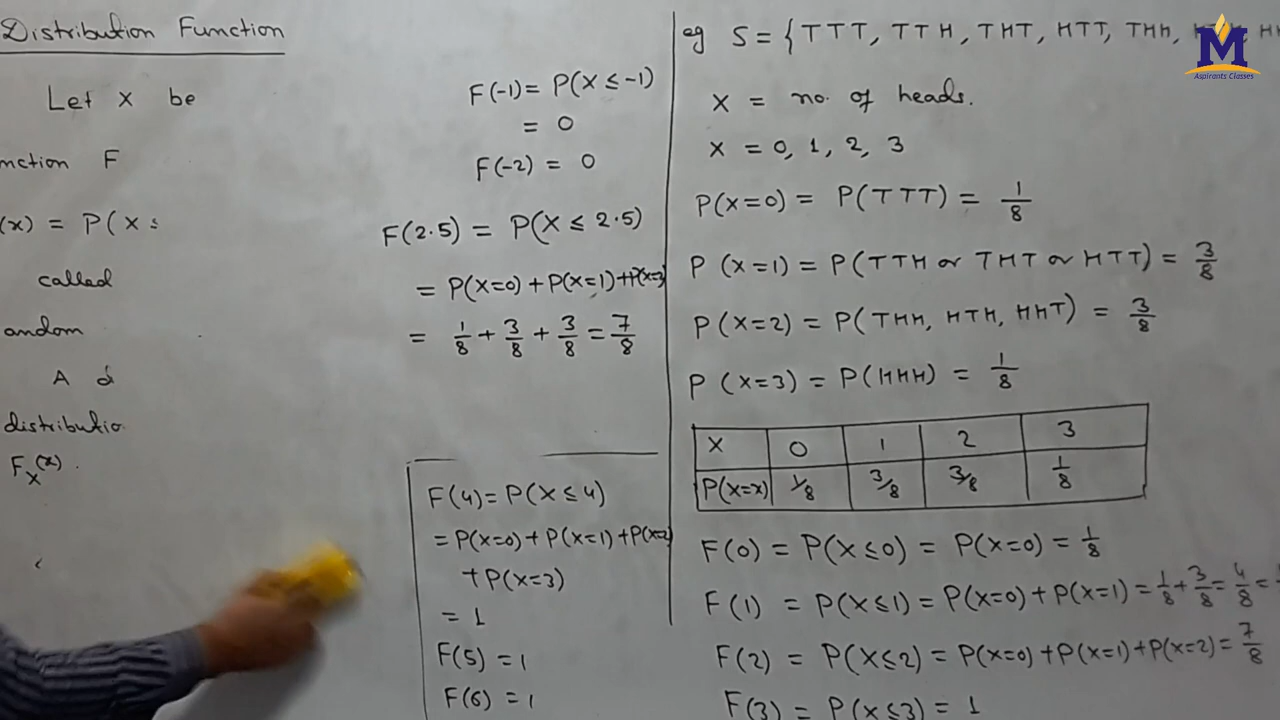 Distribution Function
Let X be
nction F
(x) = P(X ≤
called
andom
A d
distributio
F_X(x).
F(-1) = P(X ≤ -1)
= 0
F(-2) = 0
F(2.5) = P(X ≤ 2.5)
= P(X=0) + P(X=1) + P(X=
= 1/8 + 3/8 + 3/8 = 7/8
F(4) = P(X ≤ 4)
= P(X=0) + P(X=1) + P(X=2)
+ P(X=3)
= 1
F(5) = 1
F(6) = 1
eg S = { TTT, TTH, THT, HTT, THH,
X = no. of heads.
X = 0, 1, 2, 3
P(X=0) = P(TTT) = 1/8
P (X=1) = P(TTH or THT or HTT) = 3/8
P(X=2) = P(THH, HTH, HHT) = 3/8
P (X=3) = P(HHH) = 1/8
X 0 1 2 3
P(X=x) 1/8 3/8 3/8 1/8
F(0) = P(X≤0) = P(X=0) = 1/8
F(1) = P(X≤1) = P(X=0) + P(X=1) = 1/8 + 3/8 = 4/8 =
F(2) = P(X≤2) = P(X=0) + P(X=1) + P(X=2) = 7/8
F(3) = P(X≤3) = 1
M
Aspirants Classes